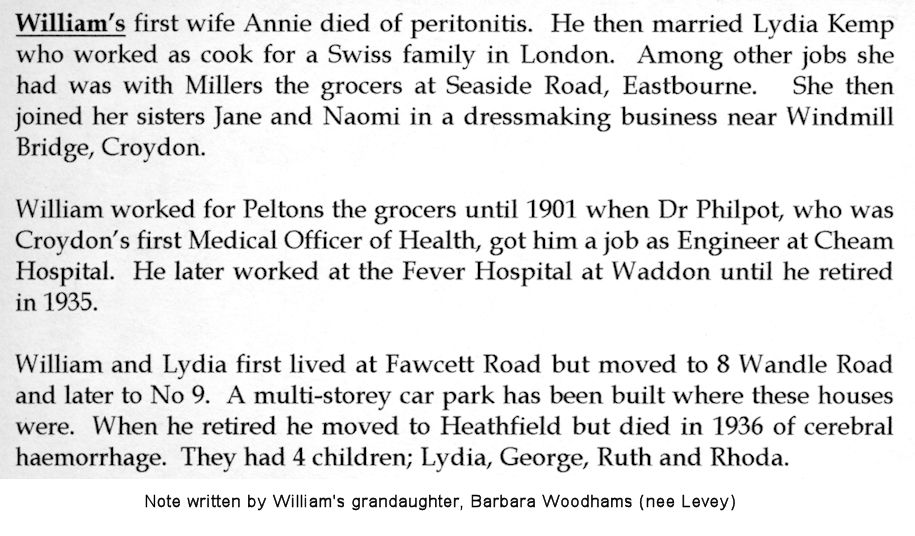 William's first wife Annie died of peritonitis. He then married Lydia Kemp
who worked as cook for a Swiss family in London. Among other jobs she
had was with Millers the grocers at Seaside Road, Eastbourne. She then
joined her sisters Jane and Naomi in a dressmaking business near Windmill
Bridge, Croydon.

William worked for Peltons the grocers until 1901 when Dr Philpot, who was
Croydon's first Medical Officer of Health, got him a job as Engineer at Cheam
Hospital. He later worked at the Fever Hospital at Waddon until he retired
in 1935.

William and Lydia first lived at Fawcett Road but moved to 8 Wandle Road
and later to No 9. A multi-storey car park has been built where these houses
were. When he retired he moved to Heathfield but died in 1936 of cerebral
haemorrhage. They had 4 children; Lydia, George, Ruth and Rhoda.

Note written by William's grandaughter, Barbara Woodhams (nee Levey)